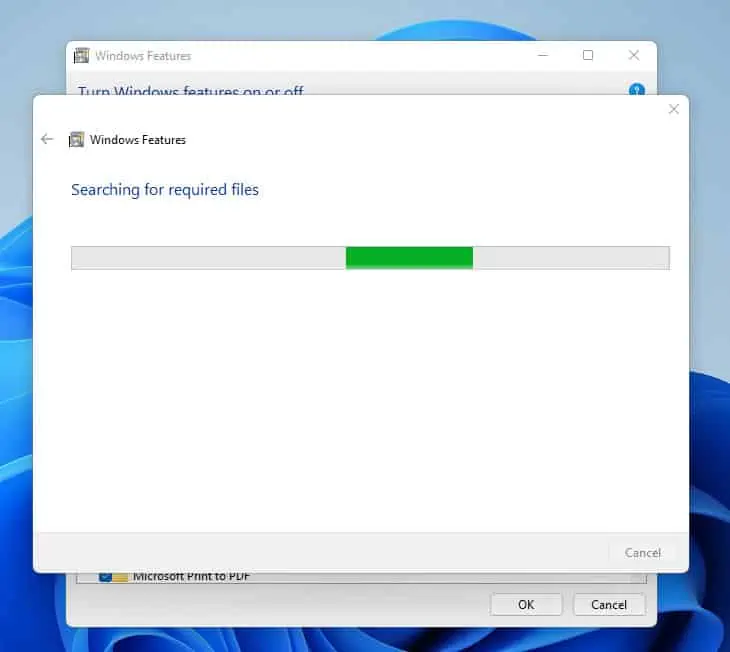 Windows Features
Turn Windows features on or off
?
Windows Features
Searching for required files
Cancel
Microsoft Print to PDF
OK
Cancel